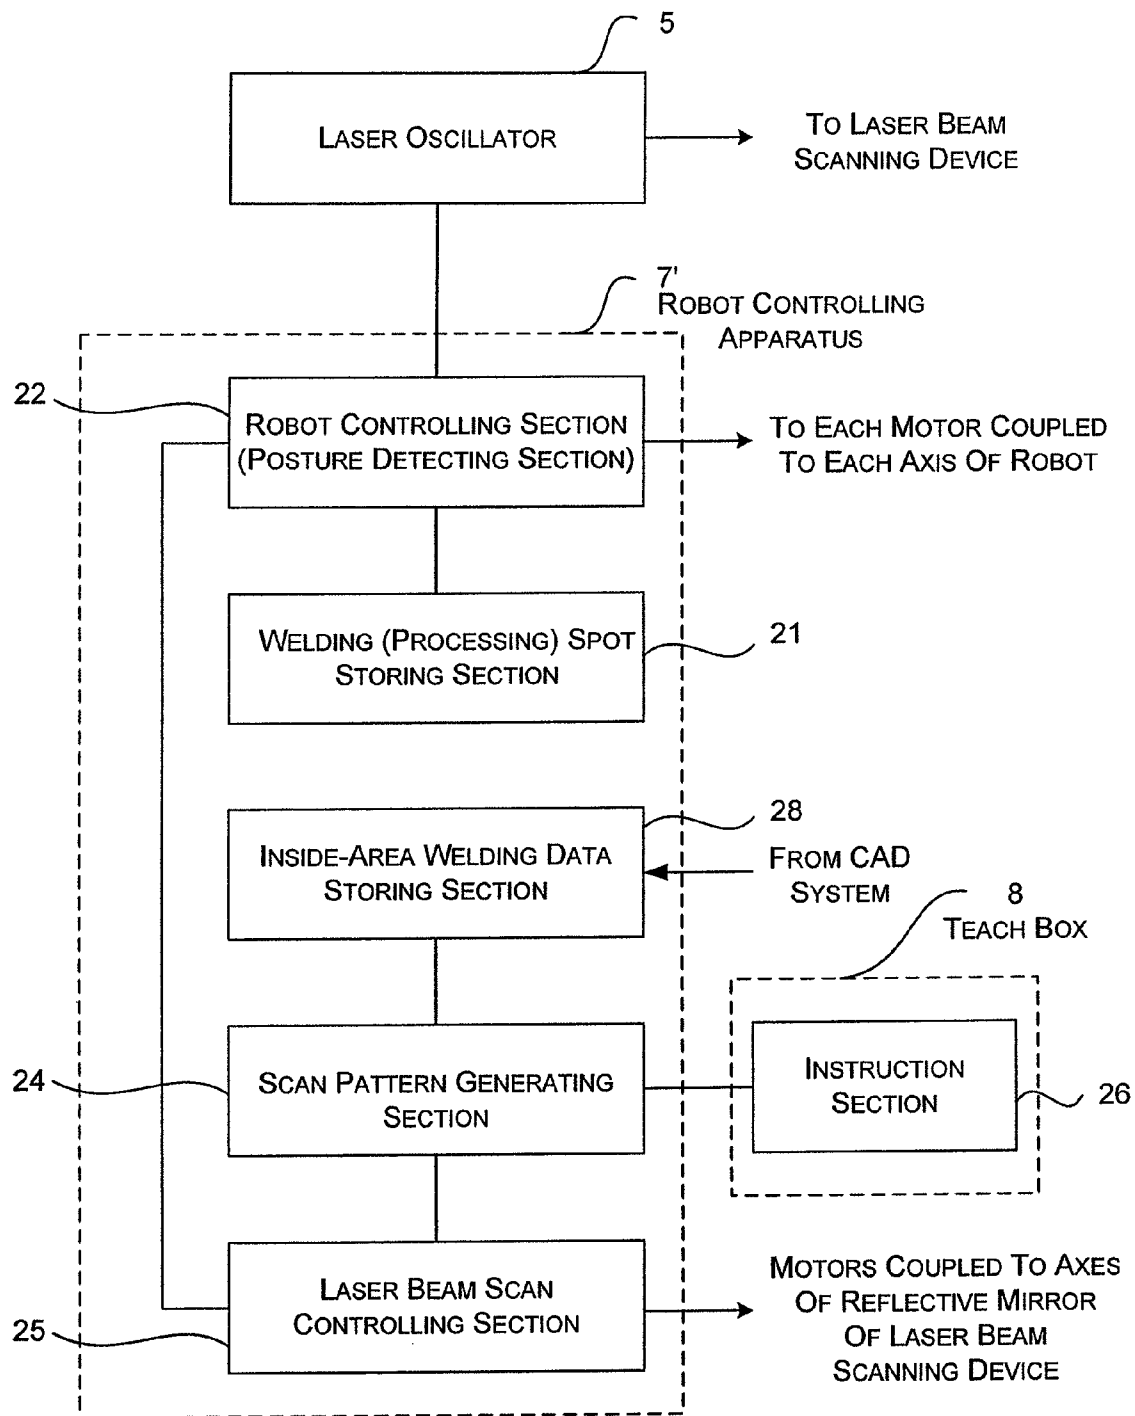 5
LASER OSCILLATOR
TO LASER BEAM
SCANNING DEVICE
7'
ROBOT CONTROLLING
APPARATUS
22
ROBOT CONTROLLING SECTION
(POSTURE DETECTING SECTION)
TO EACH MOTOR COUPLED
TO EACH AXIS OF ROBOT
WELDING (PROCESSING) SPOT
STORING SECTION
21
28
INSIDE-AREA WELDING DATA
STORING SECTION
FROM CAD
SYSTEM
8
TEACH BOX
24
SCAN PATTERN GENERATING
SECTION
INSTRUCTION
SECTION
26
LASER BEAM SCAN
CONTROLLING SECTION
25
MOTORS COUPLED TO AXES
OF REFLECTIVE MIRROR
OF LASER BEAM
SCANNING DEVICE